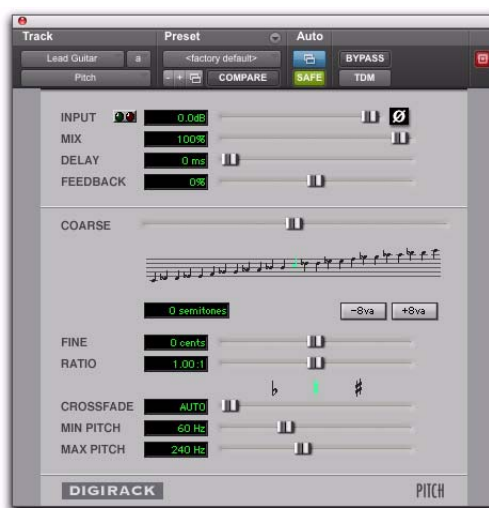 Track Preset Auto
Lead Guitar a <factory default> BYPASS
Pitch - + COMPARE SAFE TDM
INPUT 0.0dB Ø
MIX 100%
DELAY 0 ms
FEEDBACK 0%
COARSE
0 semitones -8va +8va
FINE 0 cents
RATIO 1.00:1
♭ ♮ ♯
CROSSFADE AUTO
MIN PITCH 60 Hz
MAX PITCH 240 Hz
DIGIRACK PITCH